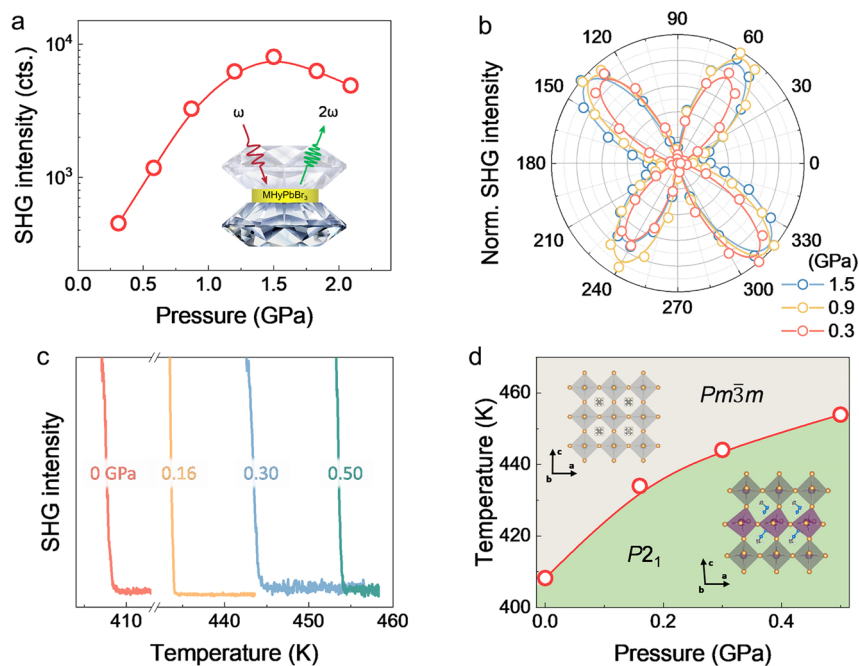 a
SHG intensity (cts.)
10⁴
10³
ω
2ω
MHyPbBr₃
0.0 0.5 1.0 1.5 2.0
Pressure (GPa)
b
Norm. SHG intensity
90
120 60
150 30
180 0
210 330
240 300
270
(GPa)
1.5
0.9
0.3
c
SHG intensity
0 GPa 0.16 0.30 0.50
410 440 450 460
Temperature (K)
d
Temperature (K)
460
440
420
400
Pm3̅m
c
a
b
P2₁
c
a
b
0.0 0.2 0.4
Pressure (GPa)